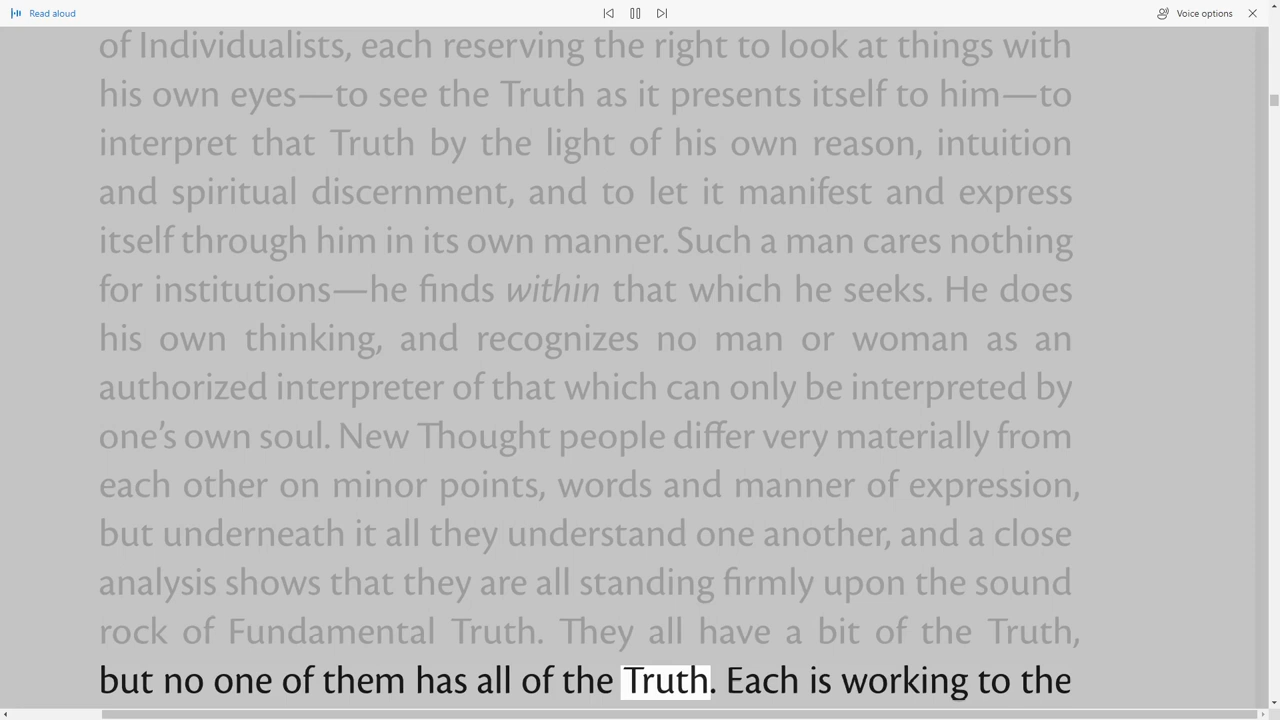 Read aloud
Voice options
of Individualists, each reserving the right to look at things with
his own eyes—to see the Truth as it presents itself to him—to
interpret that Truth by the light of his own reason, intuition
and spiritual discernment, and to let it manifest and express
itself through him in its own manner. Such a man cares nothing
for institutions—he finds within that which he seeks. He does
his own thinking, and recognizes no man or woman as an
authorized interpreter of that which can only be interpreted by
one’s own soul. New Thought people differ very materially from
each other on minor points, words and manner of expression,
but underneath it all they understand one another, and a close
analysis shows that they are all standing firmly upon the sound
rock of Fundamental Truth. They all have a bit of the Truth,
but no one of them has all of the Truth. Each is working to the